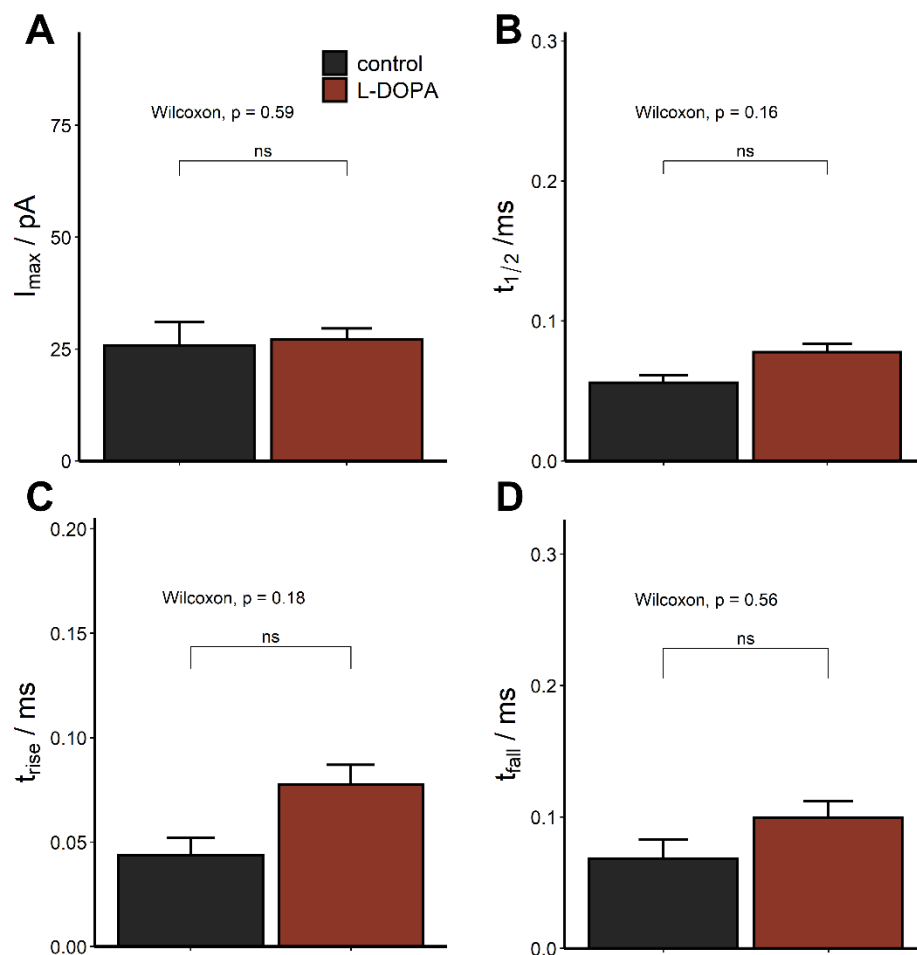 A
control
L-DOPA
Wilcoxon, p = 0.59
ns
75
50
25
0
Imax / pA
B
0.3
Wilcoxon, p = 0.16
ns
0.2
0.1
0.0
t1/2 /ms
C
0.20
Wilcoxon, p = 0.18
ns
0.15
0.10
0.05
0.00
trise / ms
D
0.3
Wilcoxon, p = 0.56
ns
0.2
0.1
0.0
tfall / ms